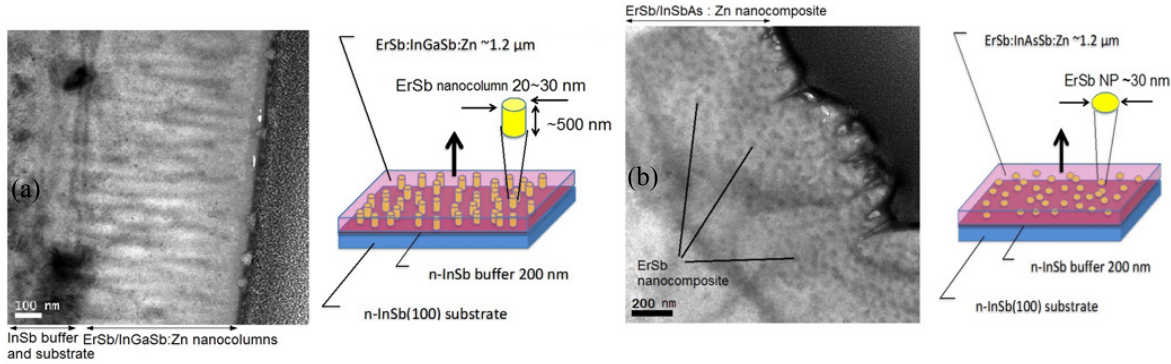 (a)
100 nm
InSb buffer
and substrate
ErSb/InGaSb:Zn nanocolumns
ErSb:InGaSb:Zn ~1.2 μm
ErSb nanocolumn 20~30 nm
~500 nm
n-InSb buffer 200 nm
n-InSb(100) substrate
ErSb/InSbAs : Zn nanocomposite
(b)
ErSb
nanocomposite
200 nm
ErSb:InAsSb:Zn ~1.2 μm
ErSb NP ~30 nm
n-InSb buffer 200 nm
n-InSb(100) substrate